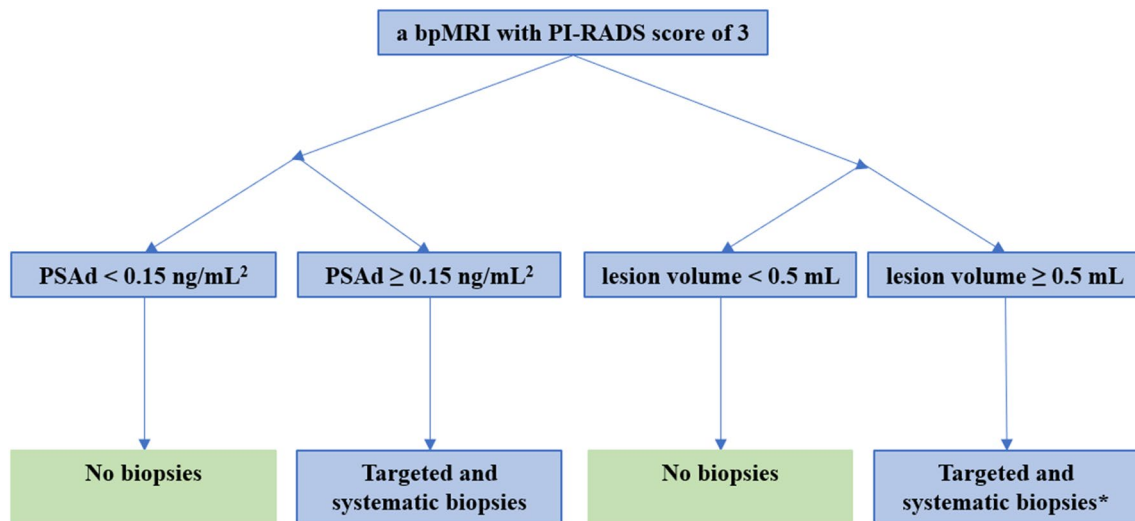 a bpMRI with PI-RADS score of 3
PSAd < 0.15 ng/mL²
PSAd ≥ 0.15 ng/mL²
lesion volume < 0.5 mL
lesion volume ≥ 0.5 mL
No biopsies
Targeted and
systematic biopsies
No biopsies
Targeted and
systematic biopsies*